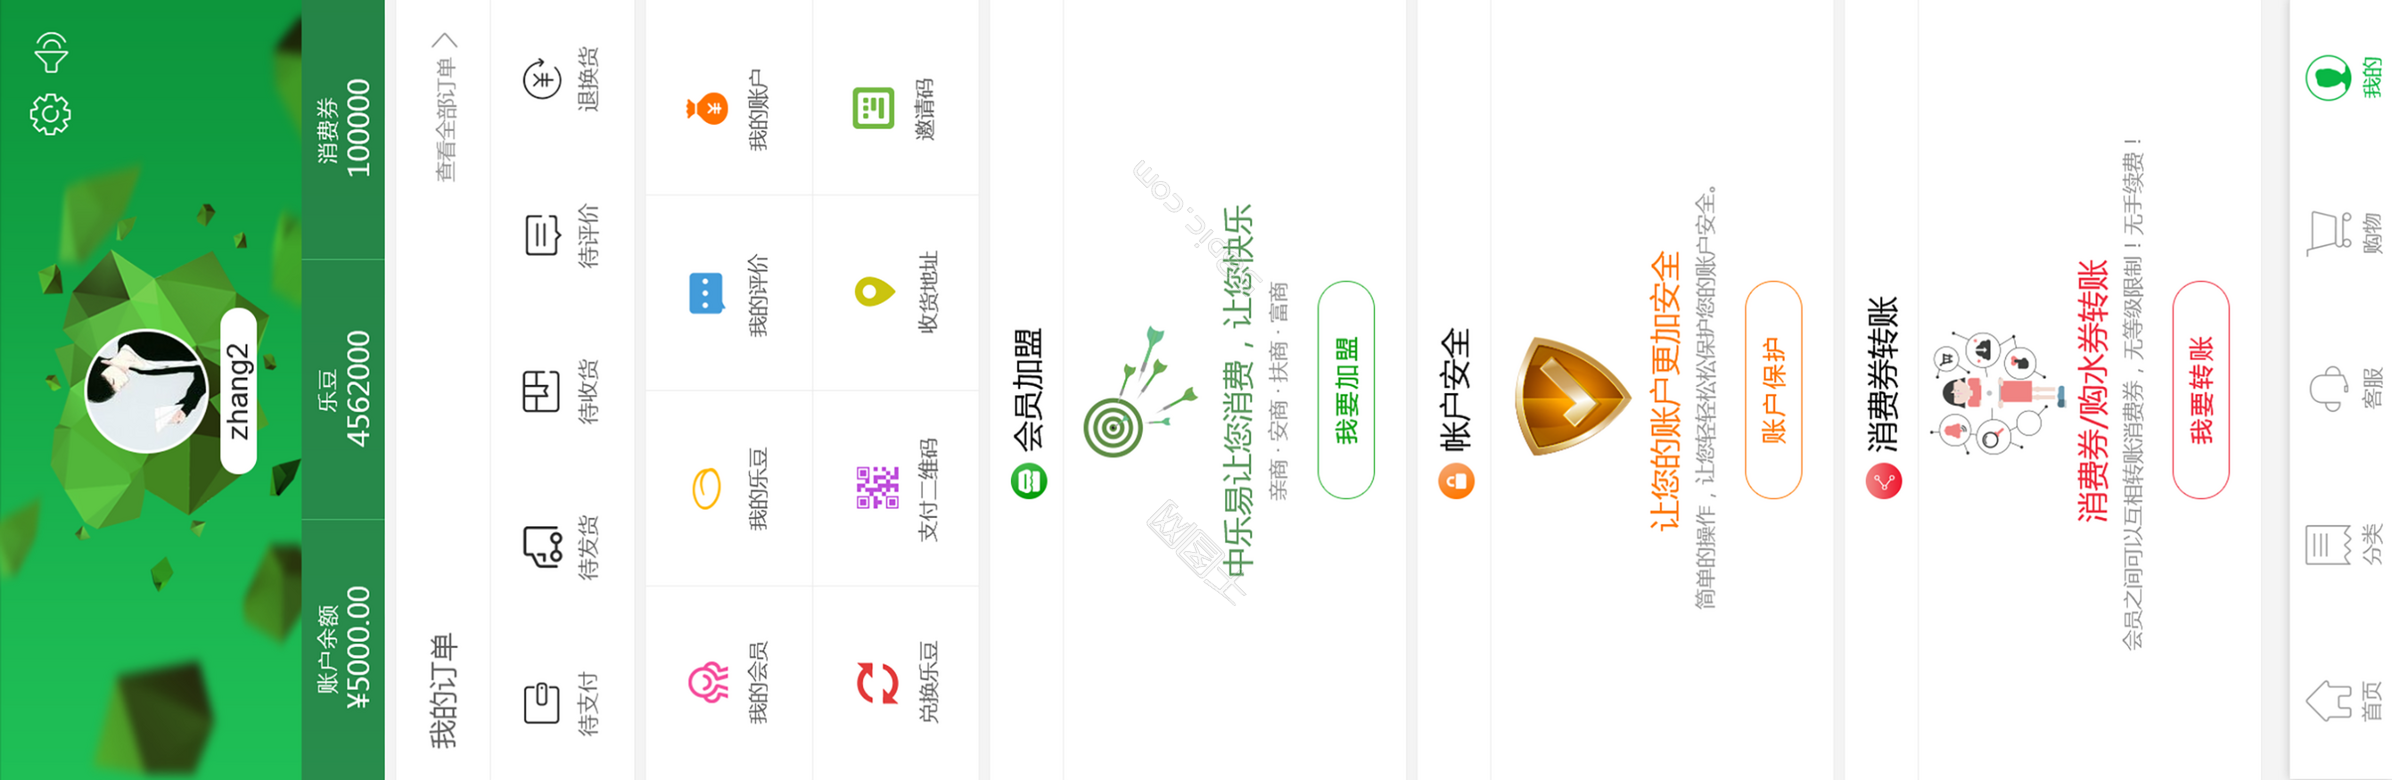 zhang2
账户余额 乐豆 消费券
¥5000.00 4562000 100000
我的订单 查看全部订单
待支付 待发货 待收货 待评价 退换货
我的会员 我的乐豆 我的评价 我的账户
兑换乐豆 支付二维码 收货地址 邀请码
会员加盟
中乐易让您消费，让您快乐
亲商 · 安商 · 扶商 · 富商
我要加盟
帐户安全
让您的账户更加安全
简单的操作，让您轻轻松松保护您的账户安全。
账户保护
消费券转账
消费券/购水券转账
会员之间可以互相转账消费券，无等级限制！无手续费！
我要转账
首页 分类 客服 购物 我的